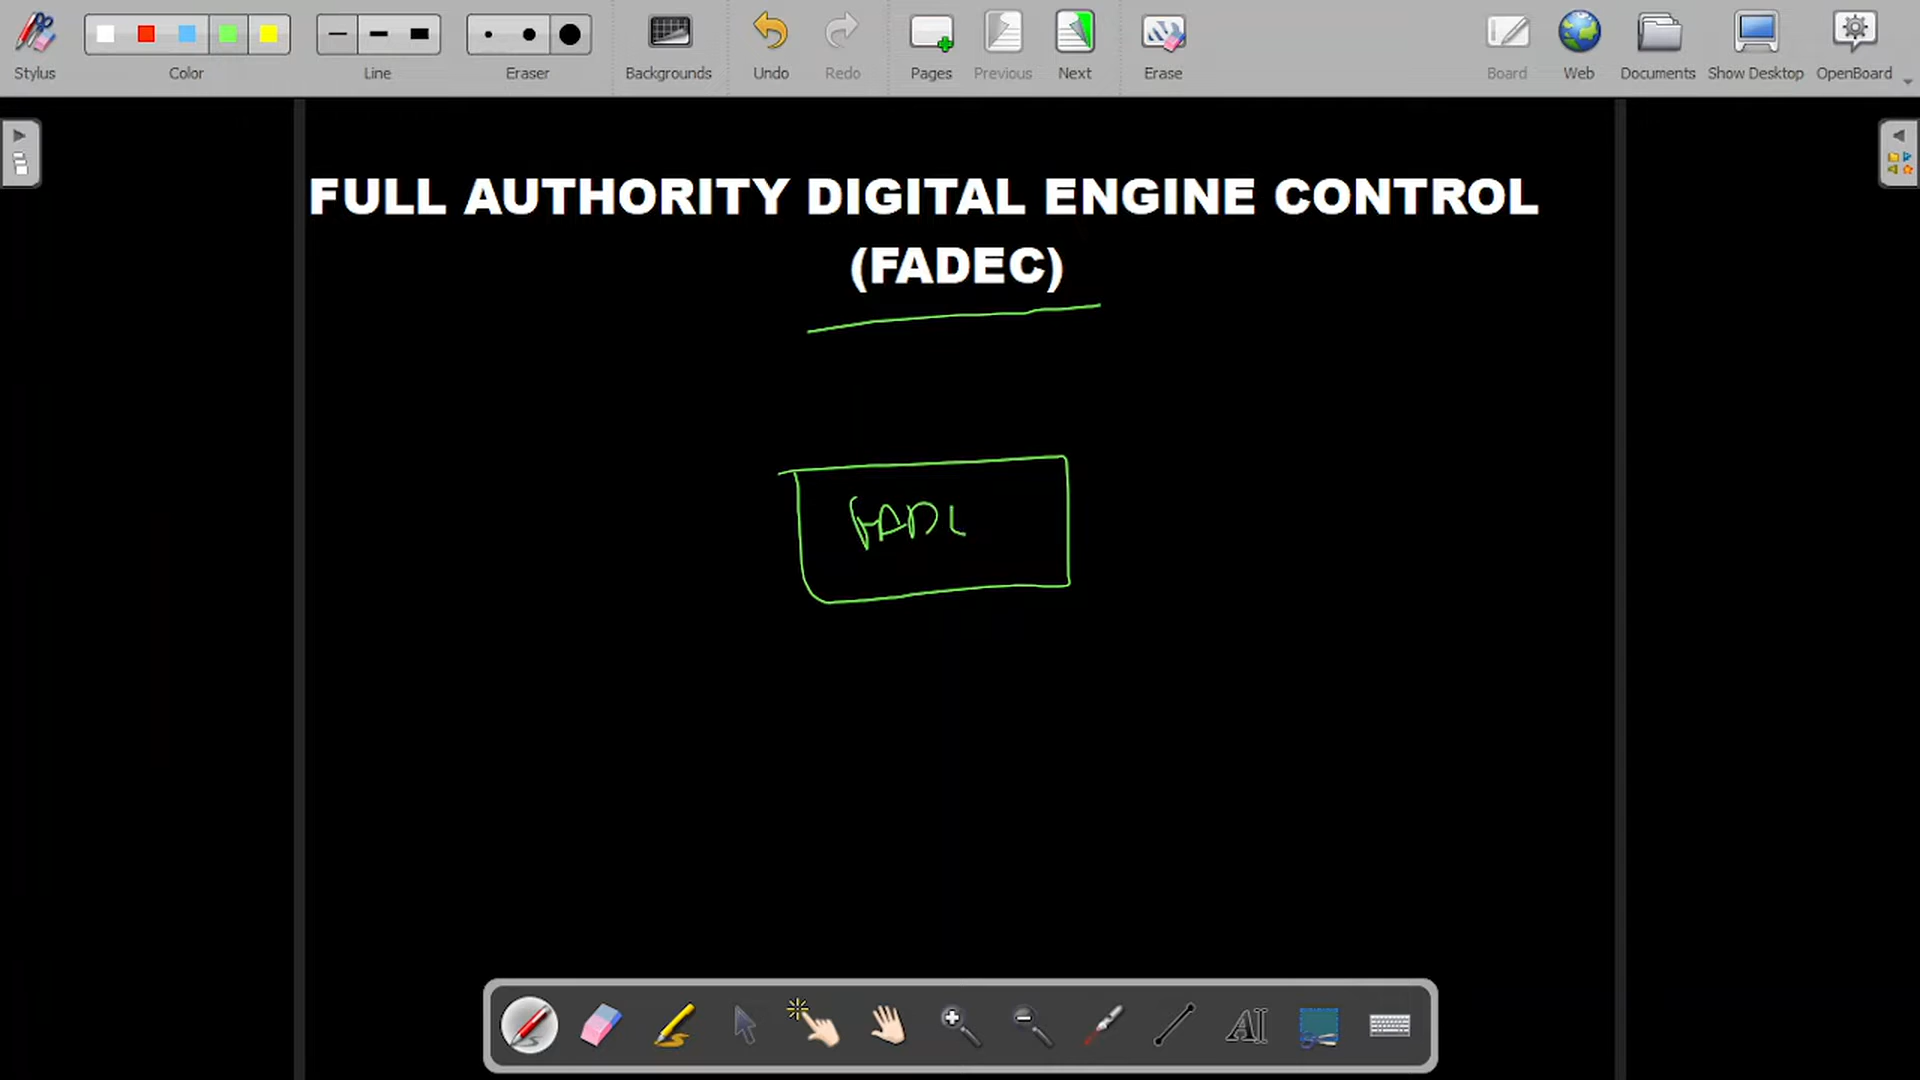 Stylus Color Line Eraser Backgrounds Undo Redo Pages Previous Next Erase Board Web Documents Show Desktop OpenBoard
FULL AUTHORITY DIGITAL ENGINE CONTROL
(FADEC)
FADL